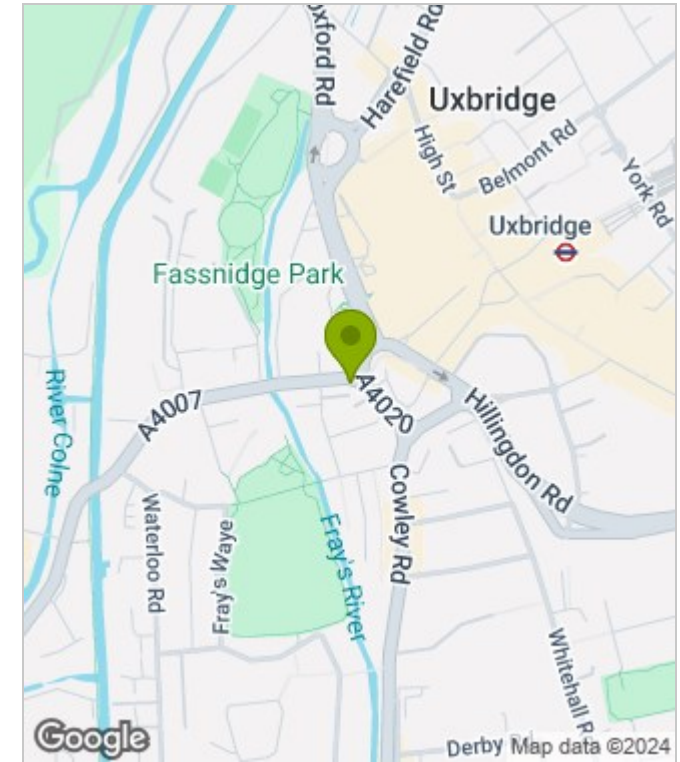 Oxford Rd
Harefield Rd
Uxbridge
High St
Belmont Rd
York Rd
Uxbridge
Fassnidge Park
River Colne
A4007
A4020
Hillingdon Rd
Cowley Rd
Waterloo Rd
Fray's Waye
Fray's River
Whitehall R
Derby Rd
Google
Map data ©2024